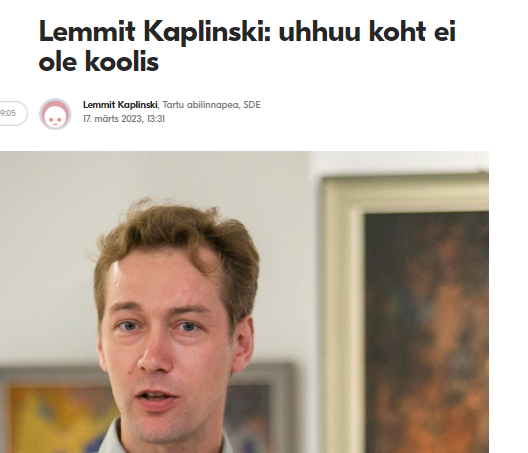 Lemmit Kaplinski: uhhuu koht ei
ole koolis
9:05
Lemmit Kaplinski, Tartu abilinnapea, SDE
17. märts 2023, 13:31